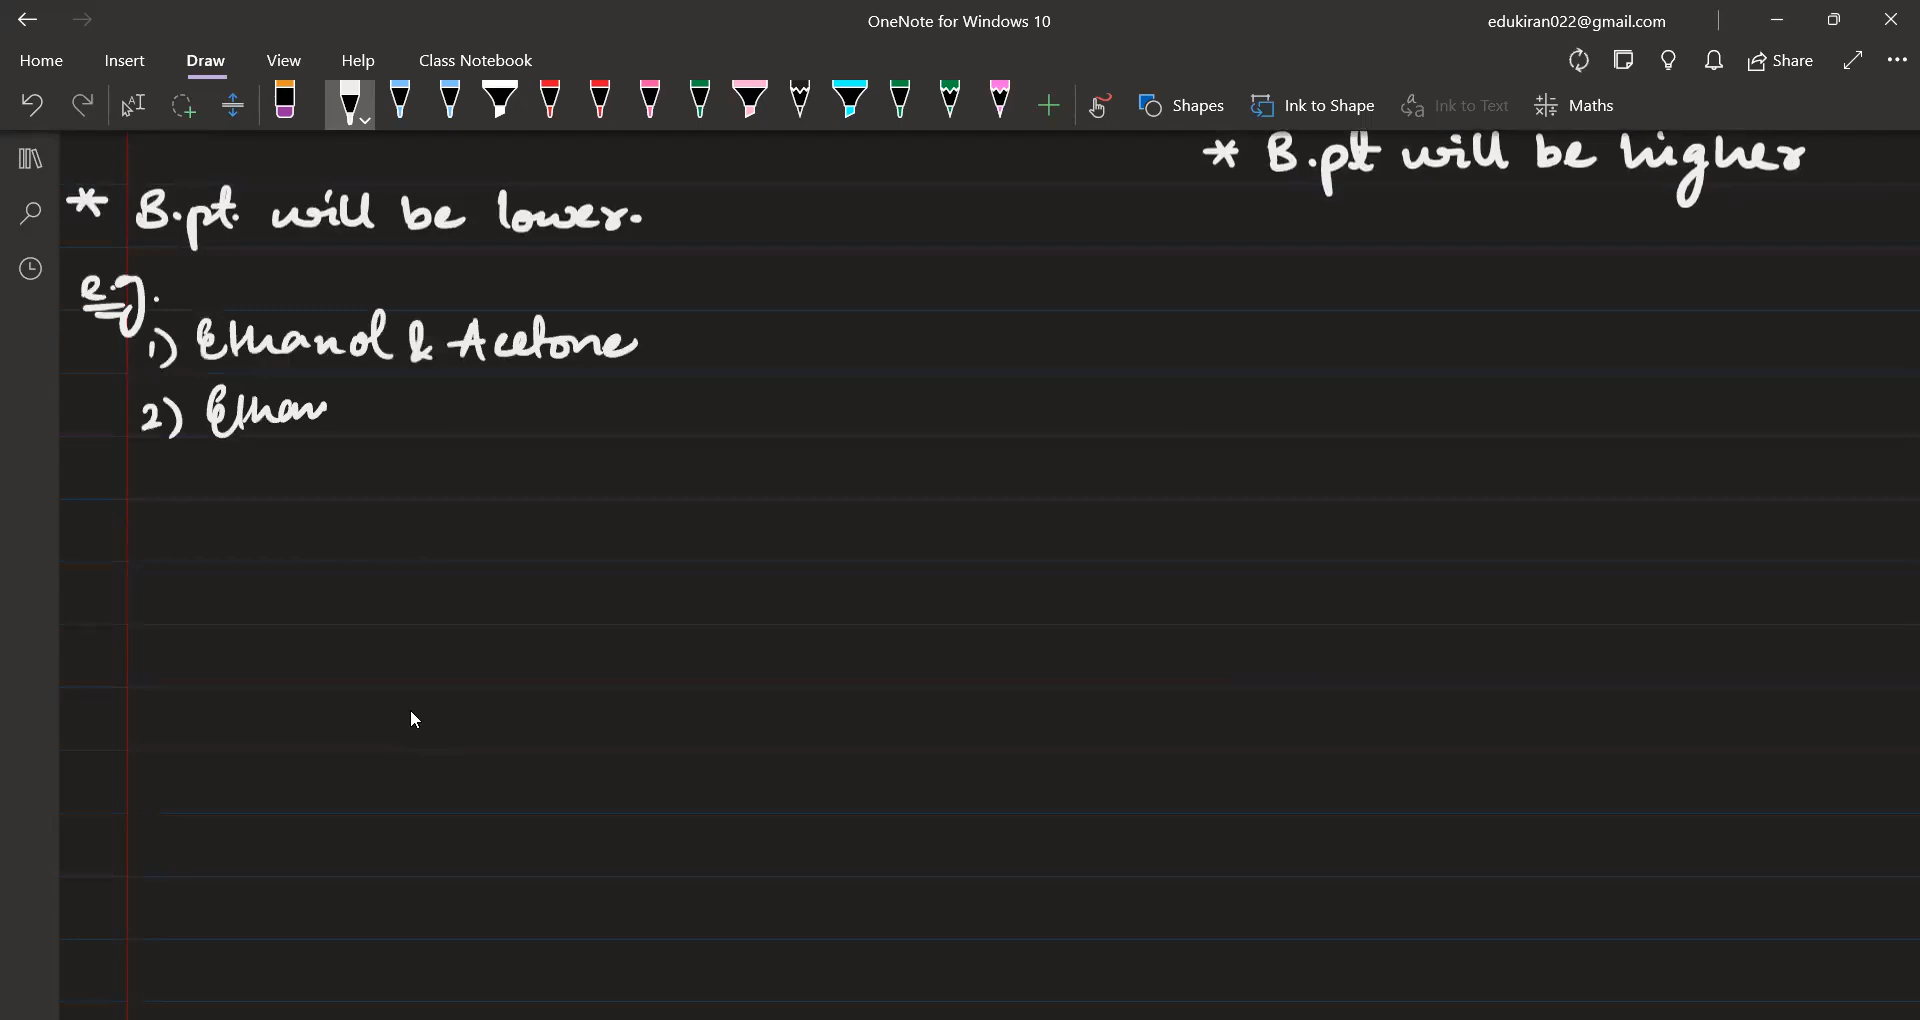 OneNote for Windows 10
edukiran022@gmail.com
Home Insert Draw View Help Class Notebook
Share
Shapes Ink to Shape Ink to Text Maths
* B.pt will be higher
* B.pt. will be lower.
e.g.
1) Ethanol & Acetone
2) Ethan